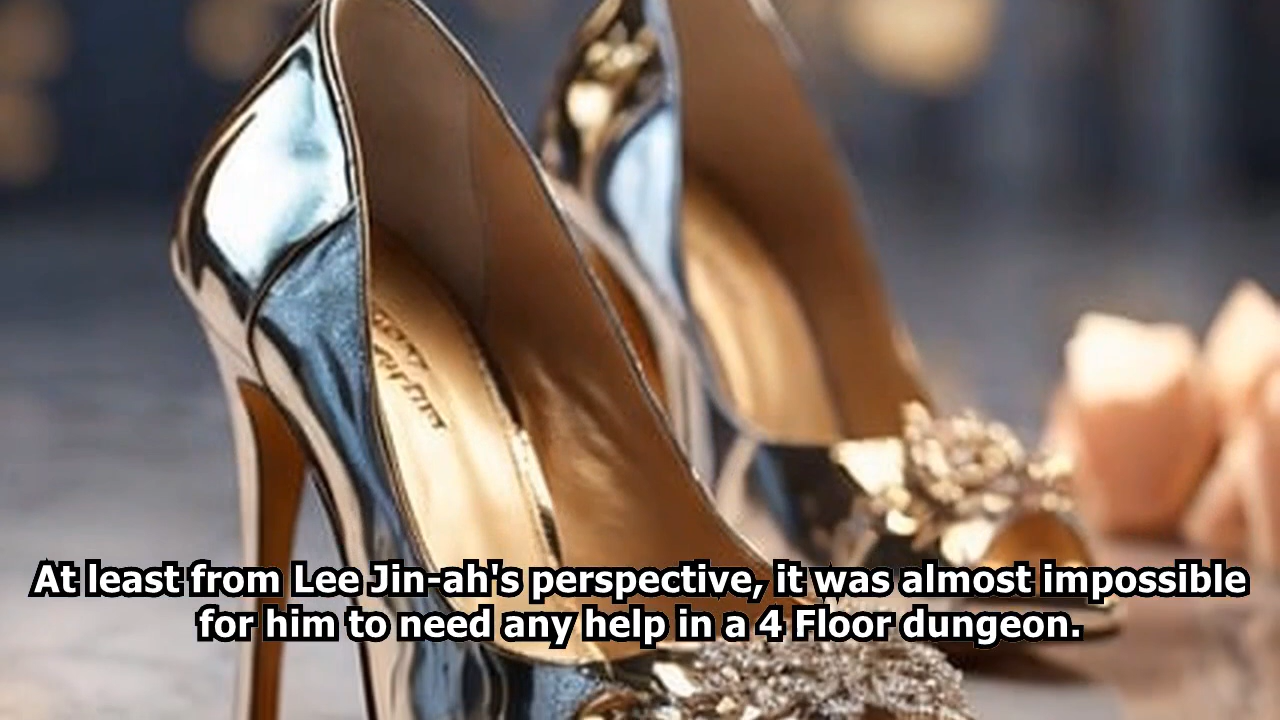 At least from Lee Jin-ah's perspective, it was almost impossible
for him to need any help in a 4 Floor dungeon.